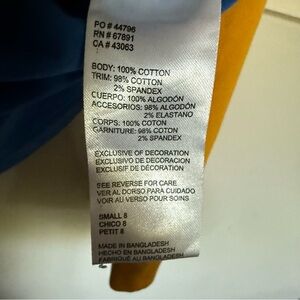 PO # 44796
RN # 67891
CA # 43063
BODY: 100% COTTON
TRIM: 98% COTTON
2% SPANDEX
CUERPO: 100% ALGODÓN
ACCESORIOS: 98% ALGODÓN
2% ELASTANO
CORPS: 100% COTON
GARNITURE: 98% COTON
2% SPANDEX
EXCLUSIVE OF DECORATION
EXCLUSIVO DE DECORACION
EXCLUSIF DE DÉCORATION
SEE REVERSE FOR CARE
VER AL DORSO PARA CUIDADO
VOIR AU VERSO POUR SOINS
SMALL 8
CHICO 8
PETIT 8
MADE IN BANGLADESH
HECHO EN BANGLADESH
FABRIQUÉ AU BANGLADESH